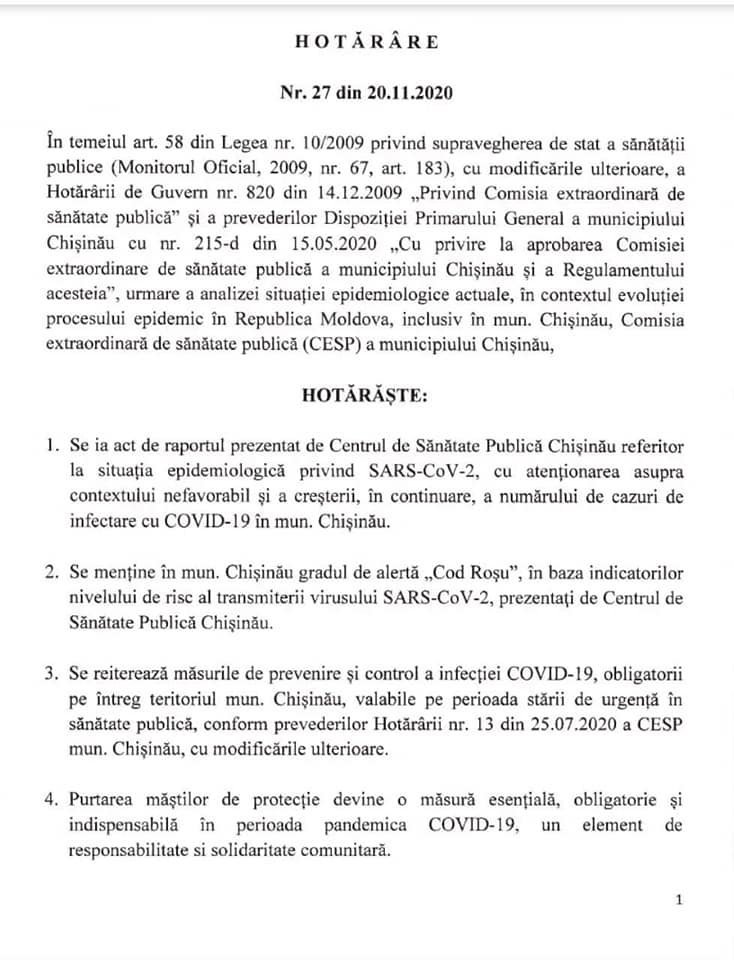 HOTĂRÂRE
Nr. 27 din 20.11.2020
În temeiul art. 58 din Legea nr. 10/2009 privind supravegherea de stat a sănătății
publice (Monitorul Oficial, 2009, nr. 67, art. 183), cu modificările ulterioare, a
Hotărârii de Guvern nr. 820 din 14.12.2009 „Privind Comisia extraordinară de
sănătate publică” și a prevederilor Dispoziției Primarului General a municipiului
Chișinău cu nr. 215-d din 15.05.2020 „Cu privire la aprobarea Comisiei
extraordinare de sănătate publică a municipiului Chișinău și a Regulamentului
acesteia”, urmare a analizei situației epidemiologice actuale, în contextul evoluției
procesului epidemic în Republica Moldova, inclusiv în mun. Chișinău, Comisia
extraordinară de sănătate publică (CESP) a municipiului Chișinău,
HOTĂRĂȘTE:
1. Se ia act de raportul prezentat de Centrul de Sănătate Publică Chișinău referitor
la situația epidemiologică privind SARS-CoV-2, cu atenționarea asupra
contextului nefavorabil și a creșterii, în continuare, a numărului de cazuri de
infectare cu COVID-19 în mun. Chișinău.
2. Se menține în mun. Chișinău gradul de alertă „Cod Roșu”, în baza indicatorilor
nivelului de risc al transmiterii virusului SARS-CoV-2, prezentați de Centrul de
Sănătate Publică Chișinău.
3. Se reiterează măsurile de prevenire și control a infecției COVID-19, obligatorii
pe întreg teritoriul mun. Chișinău, valabile pe perioada stării de urgență în
sănătate publică, conform prevederilor Hotărârii nr. 13 din 25.07.2020 a CESP
mun. Chișinău, cu modificările ulterioare.
4. Purtarea măștilor de protecție devine o măsură esențială, obligatorie și
indispensabilă în perioada pandemica COVID-19, un element de
responsabilitate si solidaritate comunitară.
1